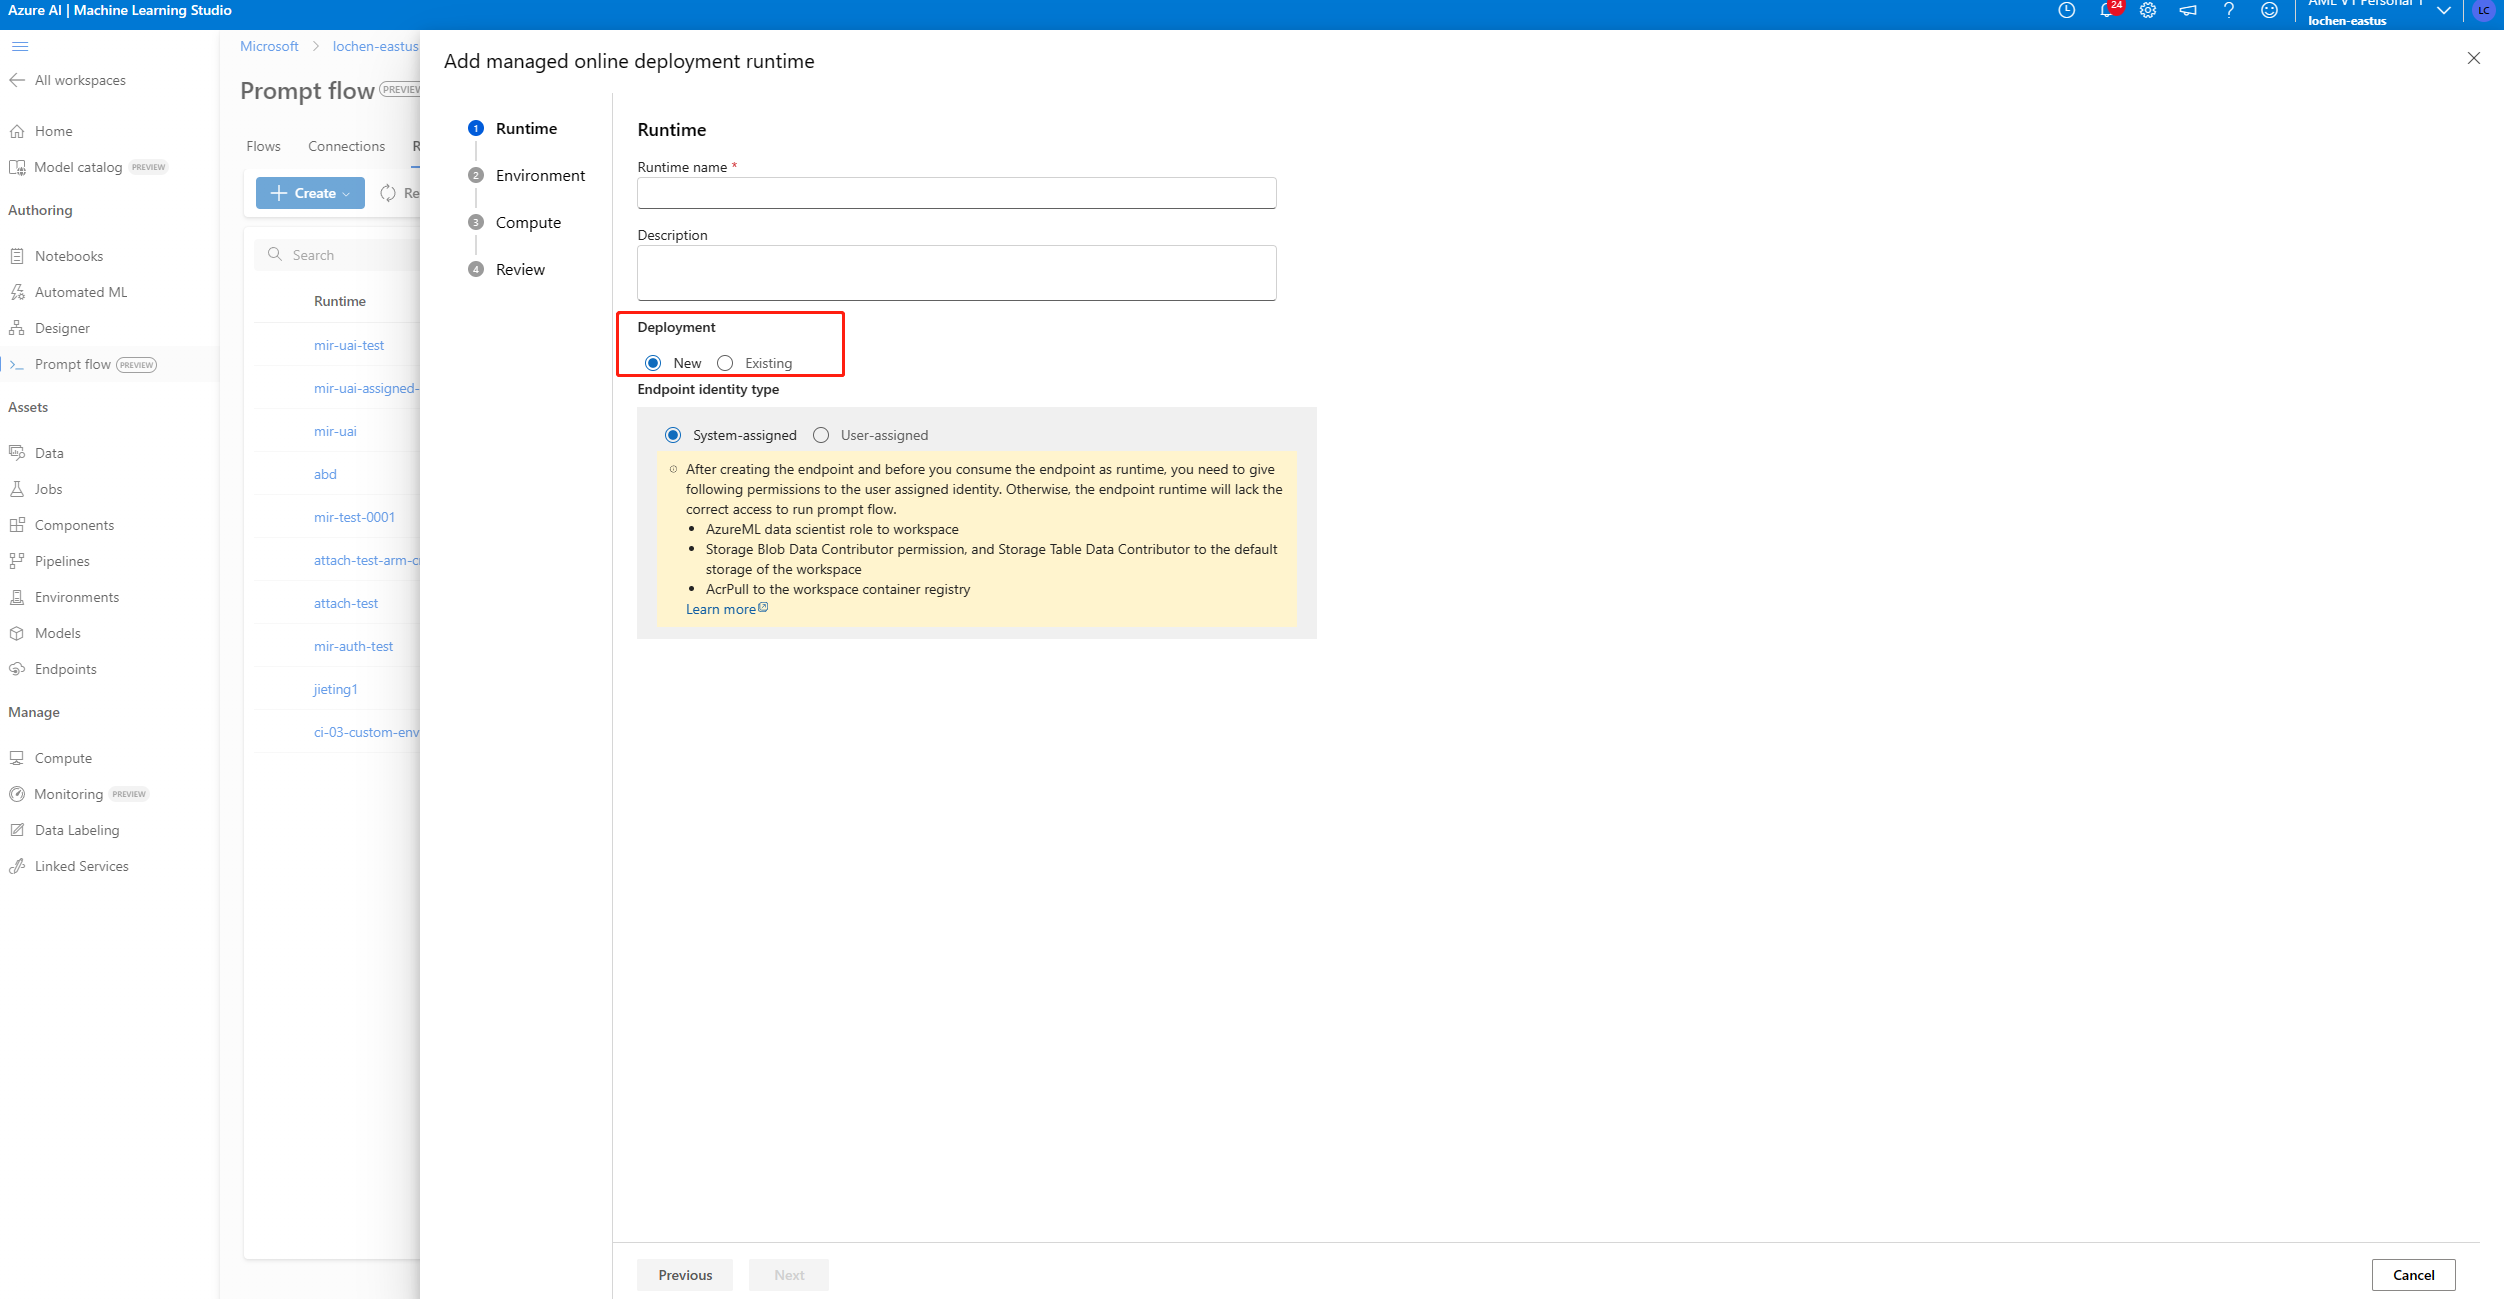 Azure AI | Machine Learning Studio
24
AML V1 Personal 1
lochen-eastus
LC
All workspaces
Home
Model catalog PREVIEW
Authoring
Notebooks
Automated ML
Designer
Prompt flow PREVIEW
Assets
Data
Jobs
Components
Pipelines
Environments
Models
Endpoints
Manage
Compute
Monitoring PREVIEW
Data Labeling
Linked Services
Microsoft > lochen-eastus
Prompt flow PREVIEW
Flows Connections R
Create Re
Search
Runtime
mir-uai-test
mir-uai-assigned-
mir-uai
abd
mir-test-0001
attach-test-arm-c
attach-test
mir-auth-test
jieting1
ci-03-custom-env
Add managed online deployment runtime
1 Runtime
2 Environment
3 Compute
4 Review
Runtime
Runtime name *
Description
Deployment
New Existing
Endpoint identity type
System-assigned User-assigned
After creating the endpoint and before you consume the endpoint as runtime, you need to give
following permissions to the user assigned identity. Otherwise, the endpoint runtime will lack the
correct access to run prompt flow.
• AzureML data scientist role to workspace
• Storage Blob Data Contributor permission, and Storage Table Data Contributor to the default
storage of the workspace
• AcrPull to the workspace container registry
Learn more
Previous Next
Cancel